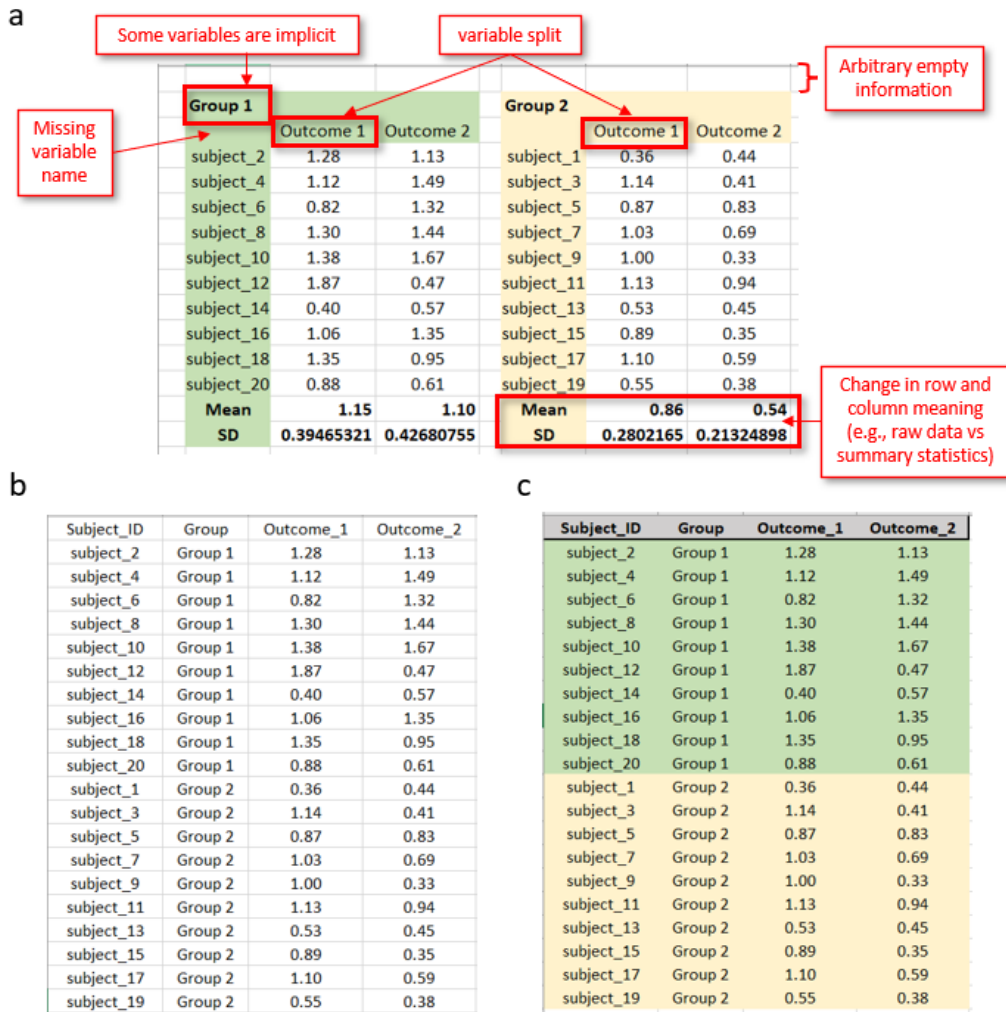 a
Some variables are implicit
variable split
Arbitrary empty
information
Missing
variable
name
Group 1
Outcome 1 Outcome 2
subject_2 1.28 1.13
subject_4 1.12 1.49
subject_6 0.82 1.32
subject_8 1.30 1.44
subject_10 1.38 1.67
subject_12 1.87 0.47
subject_14 0.40 0.57
subject_16 1.06 1.35
subject_18 1.35 0.95
subject_20 0.88 0.61
Mean 1.15 1.10
SD 0.39465321 0.42680755
Group 2
Outcome 1 Outcome 2
subject_1 0.36 0.44
subject_3 1.14 0.41
subject_5 0.87 0.83
subject_7 1.03 0.69
subject_9 1.00 0.33
subject_11 1.13 0.94
subject_13 0.53 0.45
subject_15 0.89 0.35
subject_17 1.10 0.59
subject_19 0.55 0.38
Mean 0.86 0.54
SD 0.2802165 0.21324898
Change in row and
column meaning
(e.g., raw data vs
summary statistics)
b
Subject_ID Group Outcome_1 Outcome_2
subject_2 Group 1 1.28 1.13
subject_4 Group 1 1.12 1.49
subject_6 Group 1 0.82 1.32
subject_8 Group 1 1.30 1.44
subject_10 Group 1 1.38 1.67
subject_12 Group 1 1.87 0.47
subject_14 Group 1 0.40 0.57
subject_16 Group 1 1.06 1.35
subject_18 Group 1 1.35 0.95
subject_20 Group 1 0.88 0.61
subject_1 Group 2 0.36 0.44
subject_3 Group 2 1.14 0.41
subject_5 Group 2 0.87 0.83
subject_7 Group 2 1.03 0.69
subject_9 Group 2 1.00 0.33
subject_11 Group 2 1.13 0.94
subject_13 Group 2 0.53 0.45
subject_15 Group 2 0.89 0.35
subject_17 Group 2 1.10 0.59
subject_19 Group 2 0.55 0.38
c
Subject_ID Group Outcome_1 Outcome_2
subject_2 Group 1 1.28 1.13
subject_4 Group 1 1.12 1.49
subject_6 Group 1 0.82 1.32
subject_8 Group 1 1.30 1.44
subject_10 Group 1 1.38 1.67
subject_12 Group 1 1.87 0.47
subject_14 Group 1 0.40 0.57
subject_16 Group 1 1.06 1.35
subject_18 Group 1 1.35 0.95
subject_20 Group 1 0.88 0.61
subject_1 Group 2 0.36 0.44
subject_3 Group 2 1.14 0.41
subject_5 Group 2 0.87 0.83
subject_7 Group 2 1.03 0.69
subject_9 Group 2 1.00 0.33
subject_11 Group 2 1.13 0.94
subject_13 Group 2 0.53 0.45
subject_15 Group 2 0.89 0.35
subject_17 Group 2 1.10 0.59
subject_19 Group 2 0.55 0.38